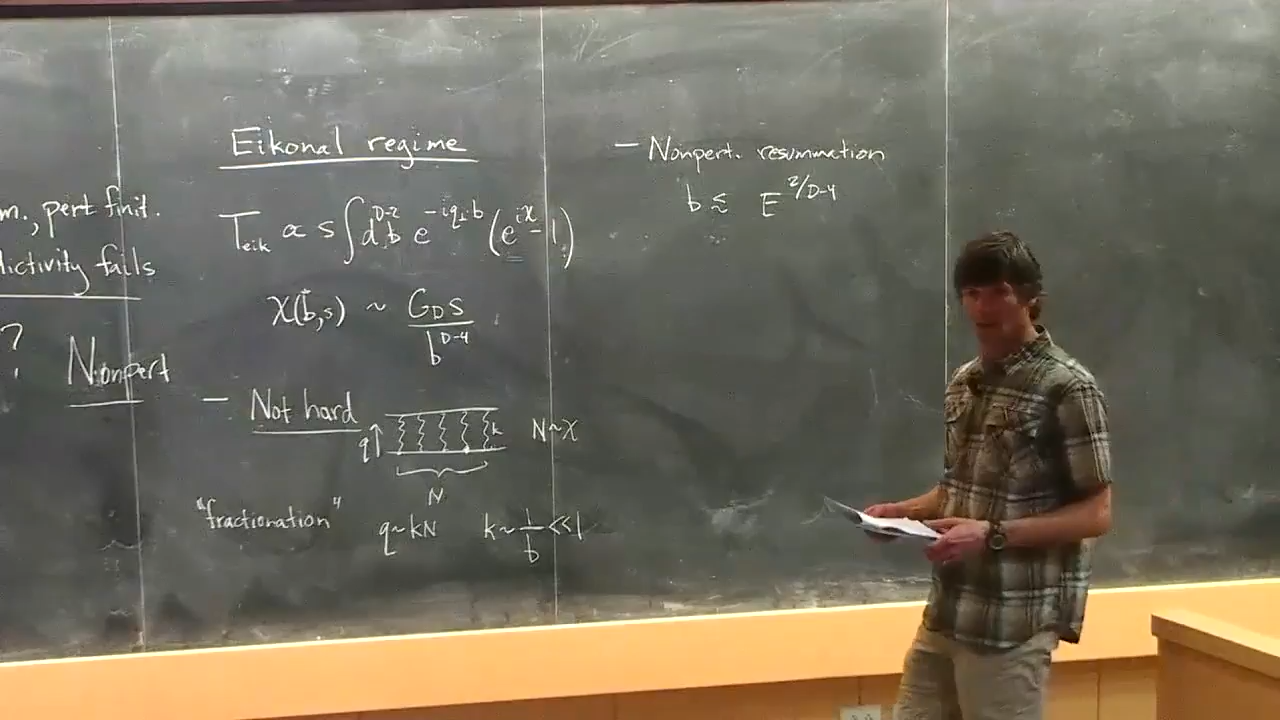 m., pert finit.
dictivity fails
?
Nonpert
Eikonal regime
T_eik ∝ s ∫ d^{D-2}b e^{-iq⊥·b} (e^{iχ} - 1)
χ(b,s) ~ G_D s / b^{D-4}
- Not hard
q↑ k N~χ
N
"fractionation" q~kN k~1/b <<1
- Nonpert. resummation
b ≲ E^{2/D-4}